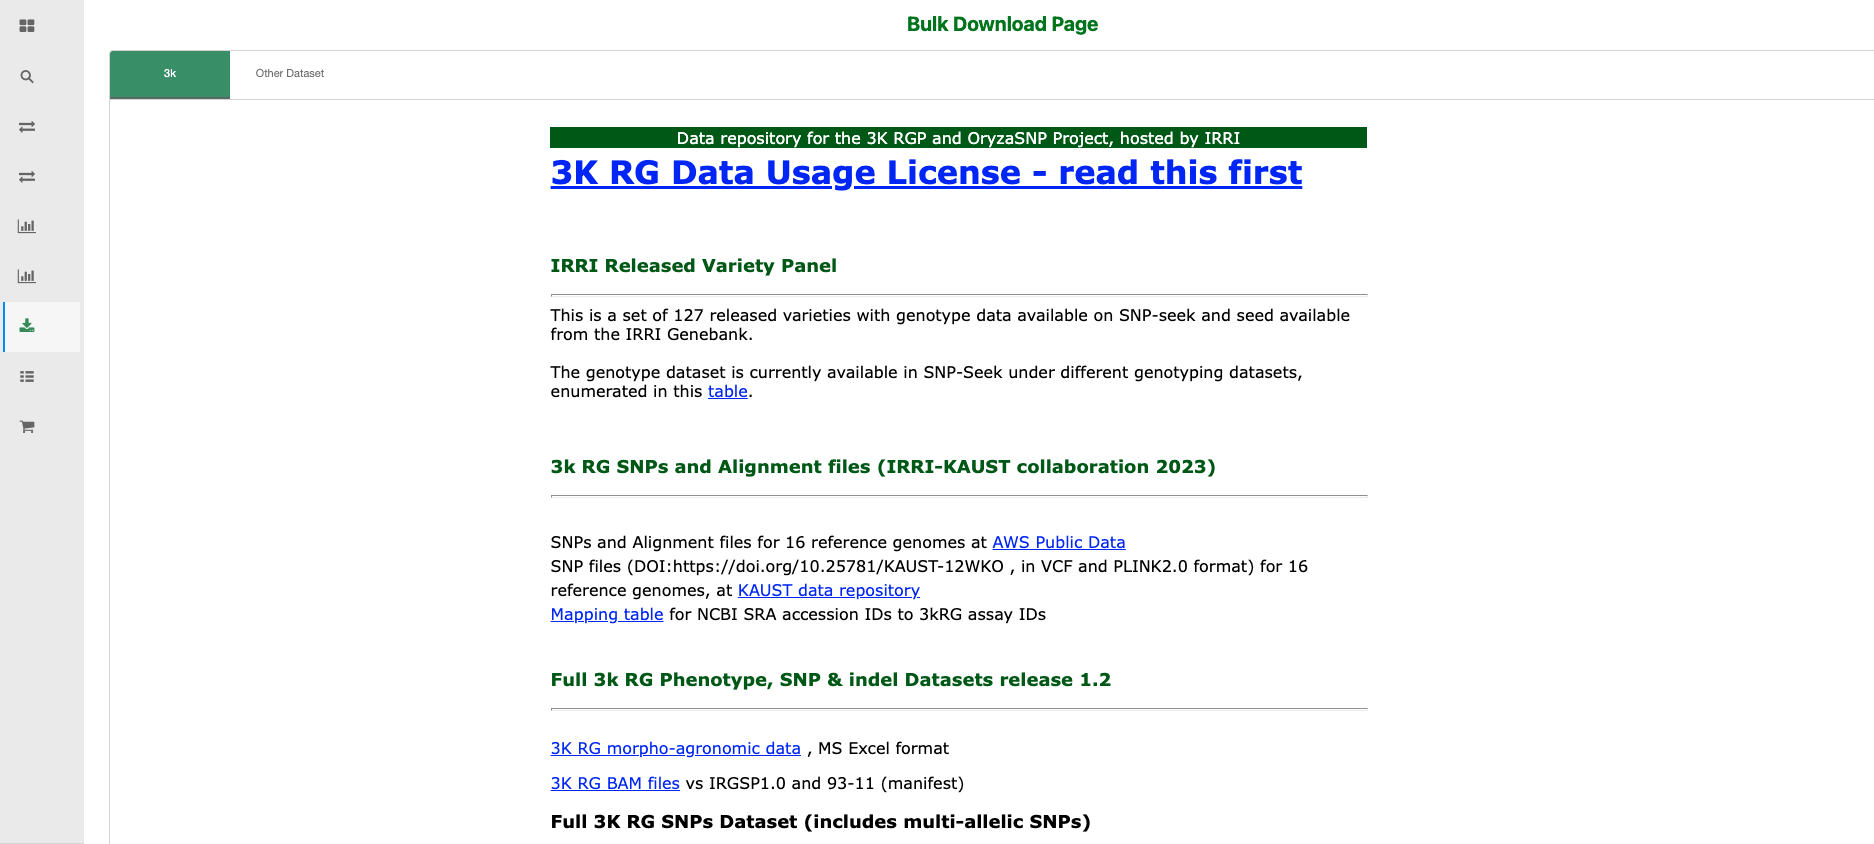 Bulk Download Page
3k
Other Dataset
Data repository for the 3K RGP and OryzaSNP Project, hosted by IRRI
3K RG Data Usage License - read this first
IRRI Released Variety Panel
This is a set of 127 released varieties with genotype data available on SNP-seek and seed available
from the IRRI Genebank.
The genotype dataset is currently available in SNP-Seek under different genotyping datasets,
enumerated in this table.
3k RG SNPs and Alignment files (IRRI-KAUST collaboration 2023)
SNPs and Alignment files for 16 reference genomes at AWS Public Data
SNP files (DOI:https://doi.org/10.25781/KAUST-12WKO , in VCF and PLINK2.0 format) for 16
reference genomes, at KAUST data repository
Mapping table for NCBI SRA accession IDs to 3kRG assay IDs
Full 3k RG Phenotype, SNP & indel Datasets release 1.2
3K RG morpho-agronomic data , MS Excel format
3K RG BAM files vs IRGSP1.0 and 93-11 (manifest)
Full 3K RG SNPs Dataset (includes multi-allelic SNPs)